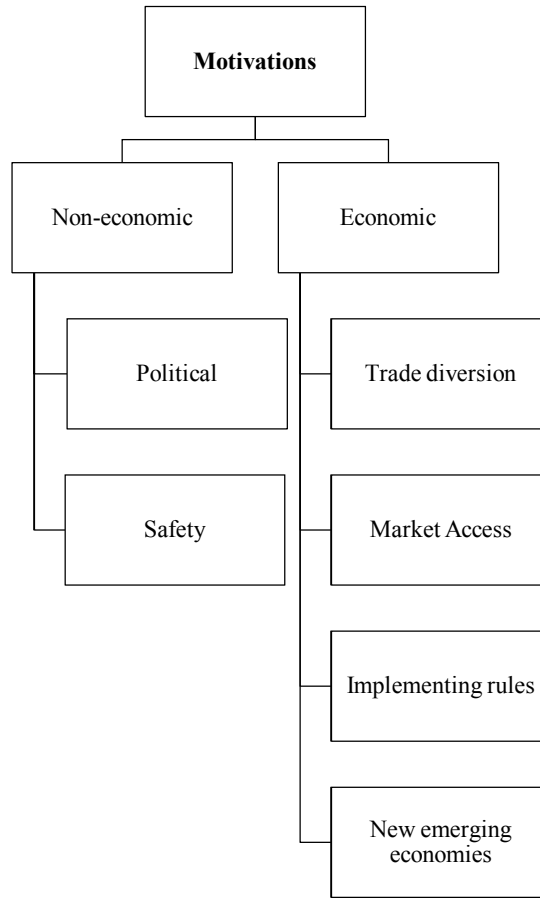 Motivations
Non-economic
Economic
Political
Trade diversion
Safety
Market Access
Implementing rules
New emerging
economies